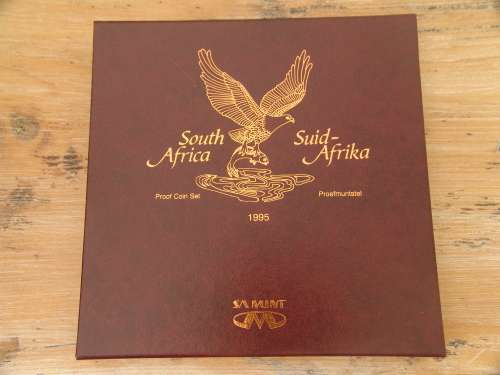 South Suid-
Africa Afrika
Proof Coin Set Proefmuntstel
1995
SA MINT